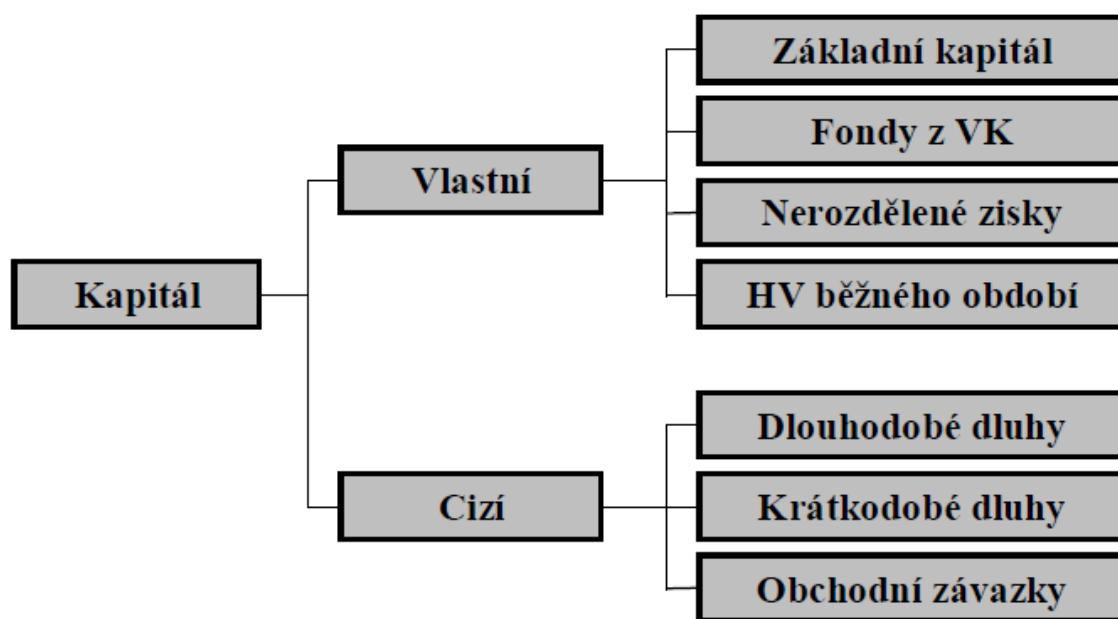 Základní kapitál
Fondy z VK
Vlastní
Nerozdělené zisky
Kapitál
HV běžného období
Dlouhodobé dluhy
Cizí
Krátkodobé dluhy
Obchodní závazky